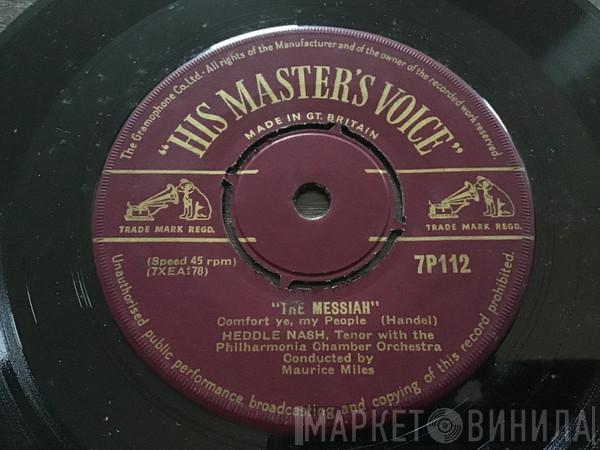 The Gramophone Co. Ltd. - All rights of the Manufacturer and of the owner of the recorded work reserved.
"HIS MASTER'S VOICE"
MADE IN GT. BRITAIN
TRADE MARK REGD.
TRADE MARK REGD.
(Speed 45 rpm)
(7XEA178)
7P112
"THE MESSIAH"
Comfort ye, my People (Handel)
HEDDLE NASH, Tenor with the
Philharmonia Chamber Orchestra
Conducted by
Maurice Miles
Unauthorised public performance, broadcasting and copying of this record prohibited.
МАРКЕТ ВИНИЛА